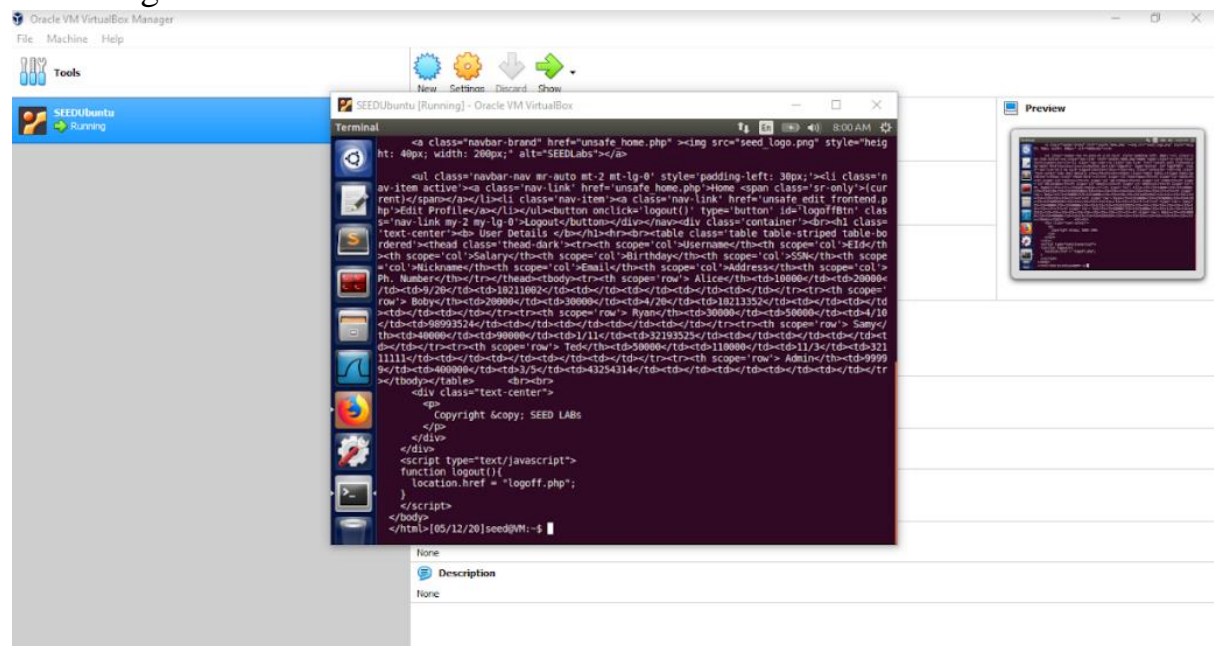 Oracle VM VirtualBox Manager
File Machine Help
Tools
New Settings Discard Show
SEEDUbuntu
Running
Preview
SEEDUbuntu [Running] - Oracle VM VirtualBox
Terminal
En
8:00 AM
<a class="navbar-brand" href="unsafe_home.php" ><img src="seed_logo.png" style="heig
ht: 40px; width: 200px;" alt="SEEDLabs"></a>
<ul class='navbar-nav mr-auto mt-2 mt-lg-0' style='padding-left: 30px;'><li class='n
av-item active'><a class='nav-link' href='unsafe_home.php'>Home <span class='sr-only'>(cur
rent)</span></a></li><li class='nav-item'><a class='nav-link' href='unsafe_edit_frontend.p
hp'>Edit Profile</a></li></ul><button onclick='logout()' type='button' id='logoffBtn' clas
s='nav-link my-2 my-lg-0'>Logout</button></div></nav><div class='container'><br><h1 class=
'text-center'><b> User Details </b></h1><hr><br><table class='table table-striped table-bo
rdered'><thead class='thead-dark'><tr><th scope='col'>Username</th><th scope='col'>EId</th
><th scope='col'>Salary</th><th scope='col'>Birthday</th><th scope='col'>SSN</th><th scope
='col'>Nickname</th><th scope='col'>Email</th><th scope='col'>Address</th><th scope='col'>
Ph. Number</th></tr></thead><tbody><tr><th scope='row'> Alice</th><td>10000</td><td>20000<
/td><td>9/20</td><td>10211002</td><td></td><td></td><td></td><td></td></tr><tr><th scope='
row'> Boby</th><td>20000</td><td>30000</td><td>4/20</td><td>10213352</td><td></td><td></td
><td></td><td></td></tr><tr><th scope='row'> Ryan</th><td>30000</td><td>50000</td><td>4/10
</td><td>98993524</td><td></td><td></td><td></td><td></td></tr><tr><th scope='row'> Samy</
th><td>40000</td><td>90000</td><td>1/11</td><td>32193525</td><td></td><td></td><td></td><t
d></td></tr><tr><th scope='row'> Ted</th><td>50000</td><td>110000</td><td>11/3</td><td>321
11111</td><td></td><td></td><td></td><td></td></tr><tr><th scope='row'> Admin</th><td>9999
9</td><td>400000</td><td>3/5</td><td>43254314</td><td></td><td></td><td></td><td></td></tr
></tbody></table> <br><br>
<div class="text-center">
<p>
Copyright &copy; SEED LABs
</p>
</div>
</div>
<script type="text/javascript">
function logout(){
location.href = "logoff.php";
}
</script>
</body>
</html>[05/12/20]seed@VM:~$
None
Description
None